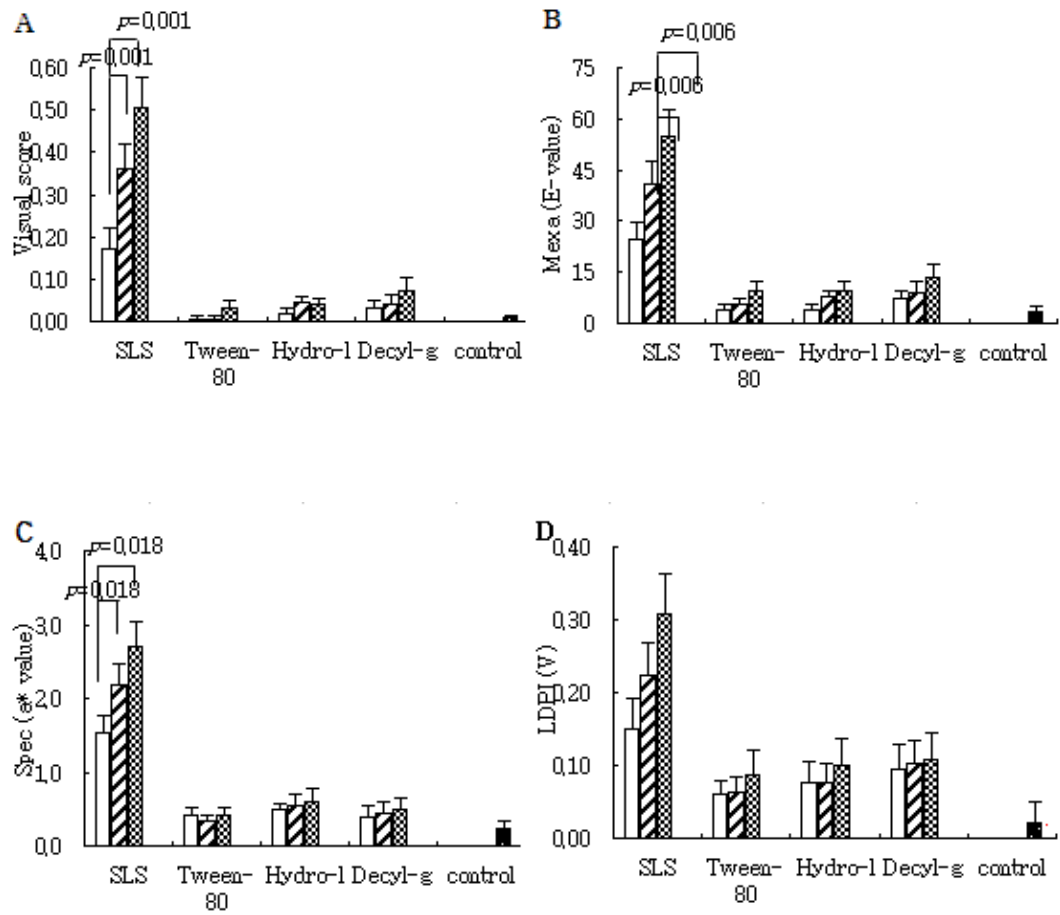 A
p=0,001
p=0,001
Visual score
0,60
0,50
0,40
0,30
0,20
0,10
0,00
SLS Tween-80 Hydro-l Decyl-g control
B
p=0,006
p=0,006
Mexa (E-value)
75
60
45
30
15
0
SLS Tween-80 Hydro-l Decyl-g control
C
p=0,018
p=0,018
Spec (a* value)
4,0
3,0
2,0
1,0
0,0
SLS Tween-80 Hydro-l Decyl-g control
D
LDPI (V)
0,40
0,30
0,20
0,10
0,00
SLS Tween-80 Hydro-l Decyl-g control